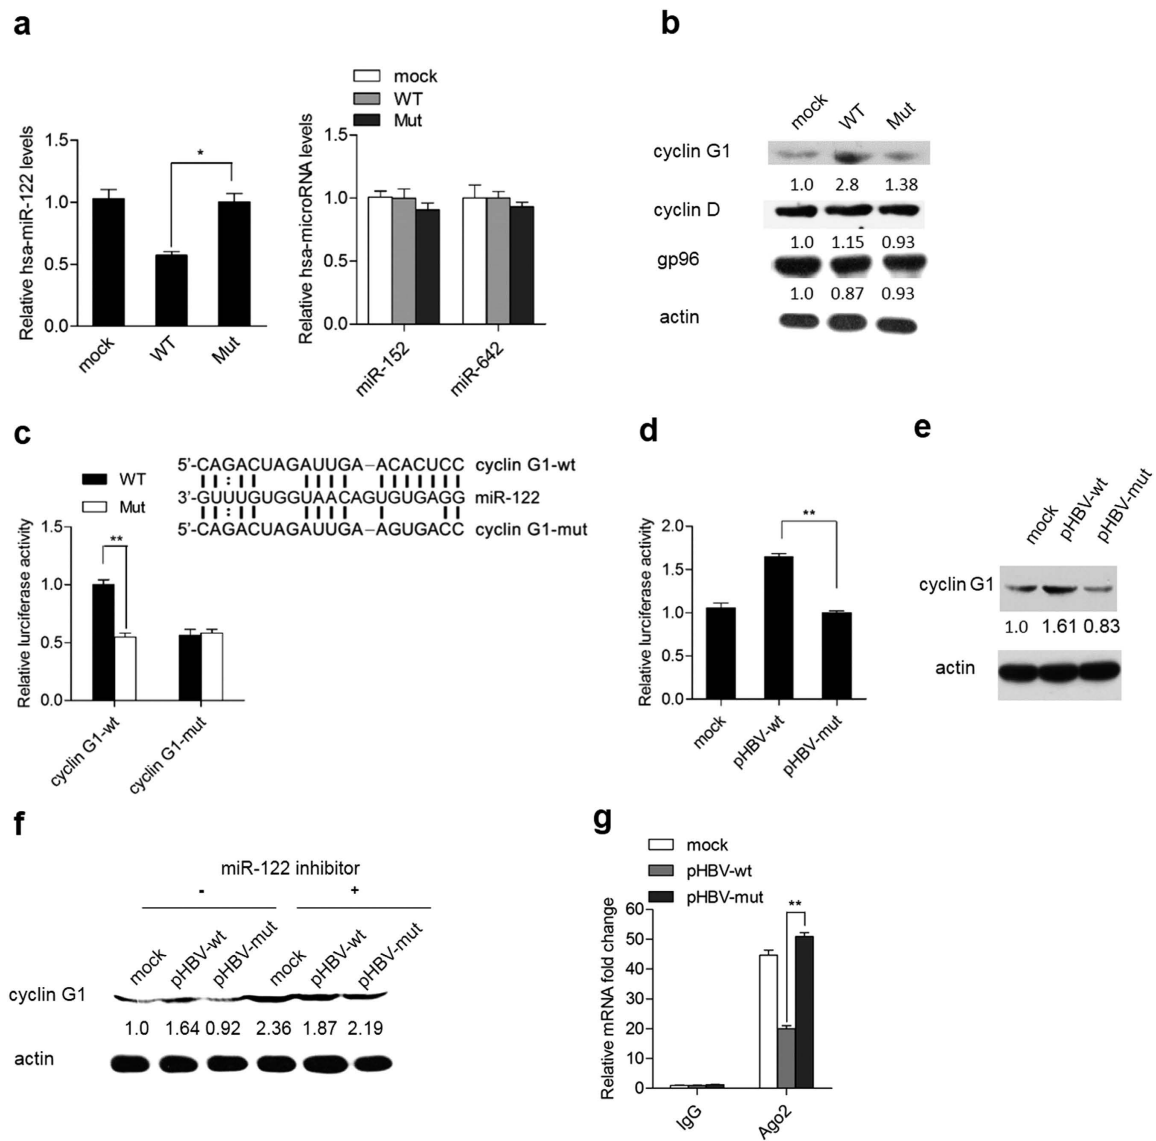 a
Relative hsa-miR-122 levels
1.5
1.0
0.5
0.0
*
mock
WT
Mut
mock
WT
Mut
Relative hsa-microRNA levels
1.5
1.0
0.5
0.0
miR-152
miR-642
b
mock
WT
Mut
cyclin G1
1.0 2.8 1.38
cyclin D
1.0 1.15 0.93
gp96
1.0 0.87 0.93
actin
c
WT
Mut
5'-CAGACUAGAUUGA–ACACUCC cyclin G1-wt
3'-GUUUGUGGUAACAGUGUGAGG miR-122
5'-CAGACUAGAUUGA–AGUGACC cyclin G1-mut
Relative lurciferase activity
1.5
1.0
0.5
0.0
**
cyclin G1-wt
cyclin G1-mut
d
Relative lurciferase activity
2.0
1.5
1.0
0.5
0.0
**
mock
pHBV-wt
pHBV-mut
e
mock
pHBV-wt
pHBV-mut
cyclin G1
1.0 1.61 0.83
actin
f
miR-122 inhibitor
- +
mock
pHBV-wt
pHBV-mut
mock
pHBV-wt
pHBV-mut
cyclin G1
1.0 1.64 0.92 2.36 1.87 2.19
actin
g
mock
pHBV-wt
pHBV-mut
Relative mRNA fold change
60
50
40
30
20
10
0
**
IgG
Ago2